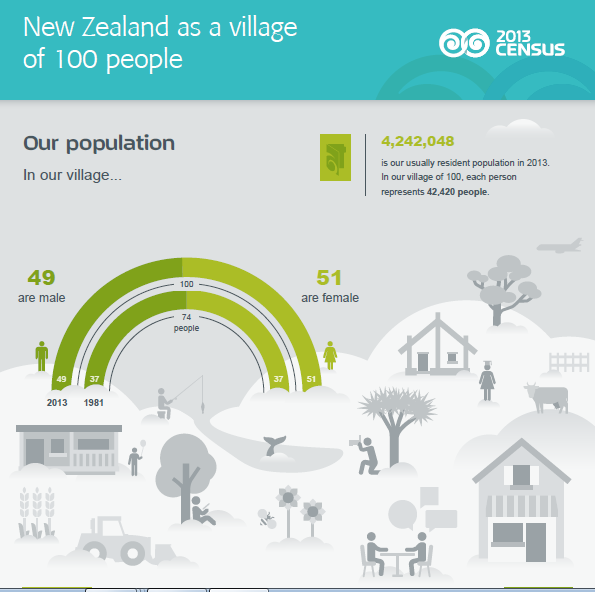 New Zealand as a village
of 100 people
2013
CENSUS
Our population
In our village...
4,242,048
is our usually resident population in 2013.
In our village of 100, each person
represents 42,420 people.
49
are male
51
are female
100
74
people
49
37
37
51
2013
1981